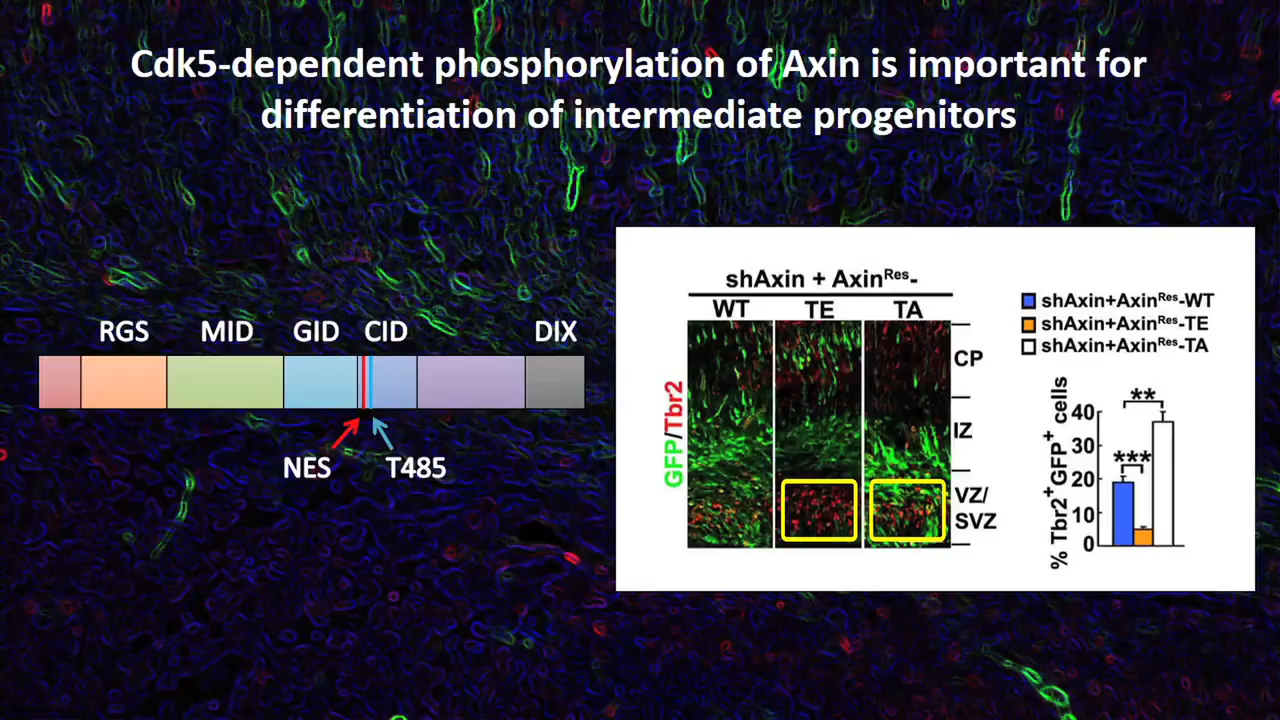 Cdk5-dependent phosphorylation of Axin is important for
differentiation of intermediate progenitors
RGS MID GID CID DIX
NES T485
shAxin + AxinRes-
WT TE TA
GFP/Tbr2
CP
IZ
VZ/
SVZ
shAxin+AxinRes-WT
shAxin+AxinRes-TE
shAxin+AxinRes-TA
% Tbr2+GFP+ cells
**
***
40
30
20
10
0